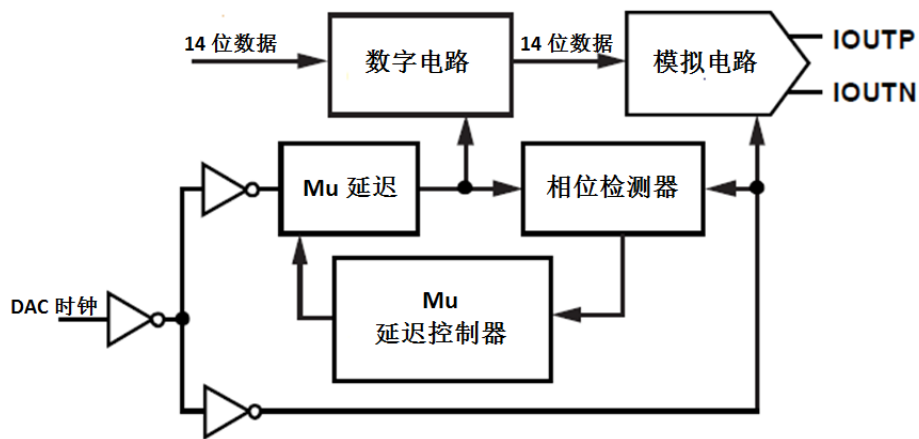 14 位数据
数字电路
14 位数据
模拟电路
IOUTP
IOUTN
Mu 延迟
相位检测器
DAC 时钟
Mu
延迟控制器